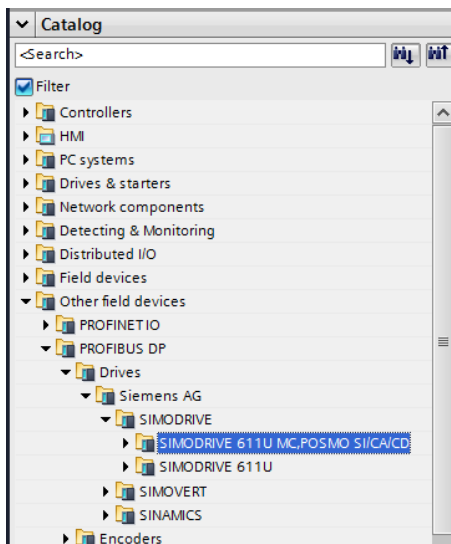 Catalog
<Search>
Filter
Controllers
HMI
PC systems
Drives & starters
Network components
Detecting & Monitoring
Distributed I/O
Field devices
Other field devices
PROFINET IO
PROFIBUS DP
Drives
Siemens AG
SIMODRIVE
SIMODRIVE 611U MC,POSMO SI/CA/CD
SIMODRIVE 611U
SIMOVERT
SINAMICS
Encoders